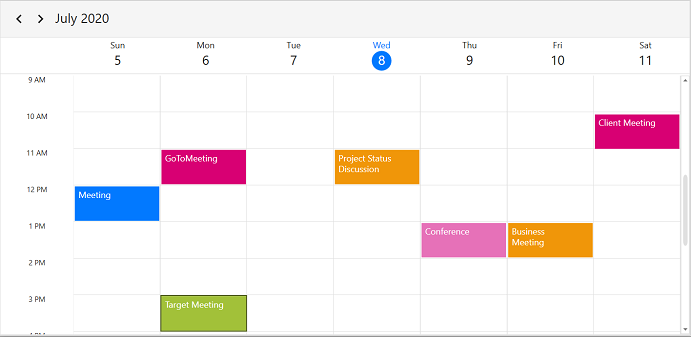 July 2020
Sun Mon Tue Wed Thu Fri Sat
5 6 7 8 9 10 11
9 AM
10 AM
Client Meeting
11 AM
GoToMeeting
Project Status
Discussion
12 PM
Meeting
1 PM
Conference
Business
Meeting
2 PM
3 PM
Target Meeting